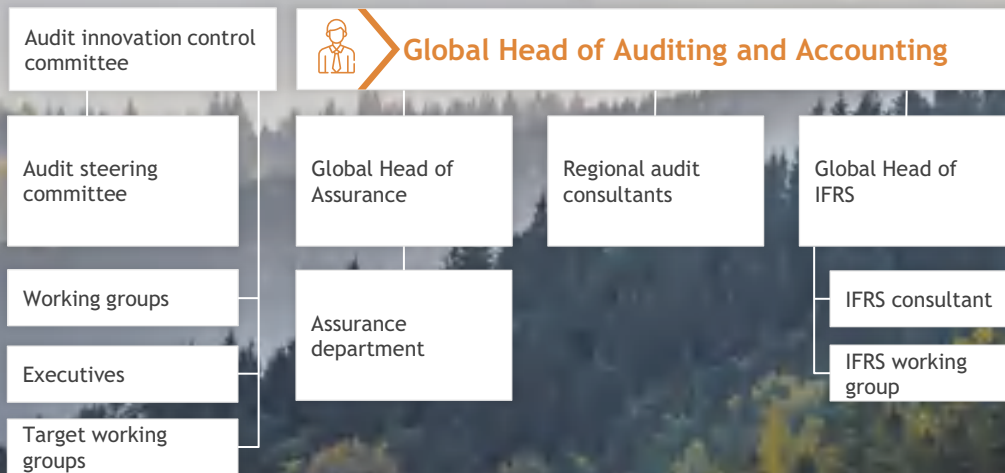 Audit innovation control
committee
Global Head of Auditing and Accounting
Audit steering
committee
Global Head of
Assurance
Regional audit
consultants
Global Head of
IFRS
Working groups
Executives
Target working
groups
Assurance
department
IFRS consultant
IFRS working
group